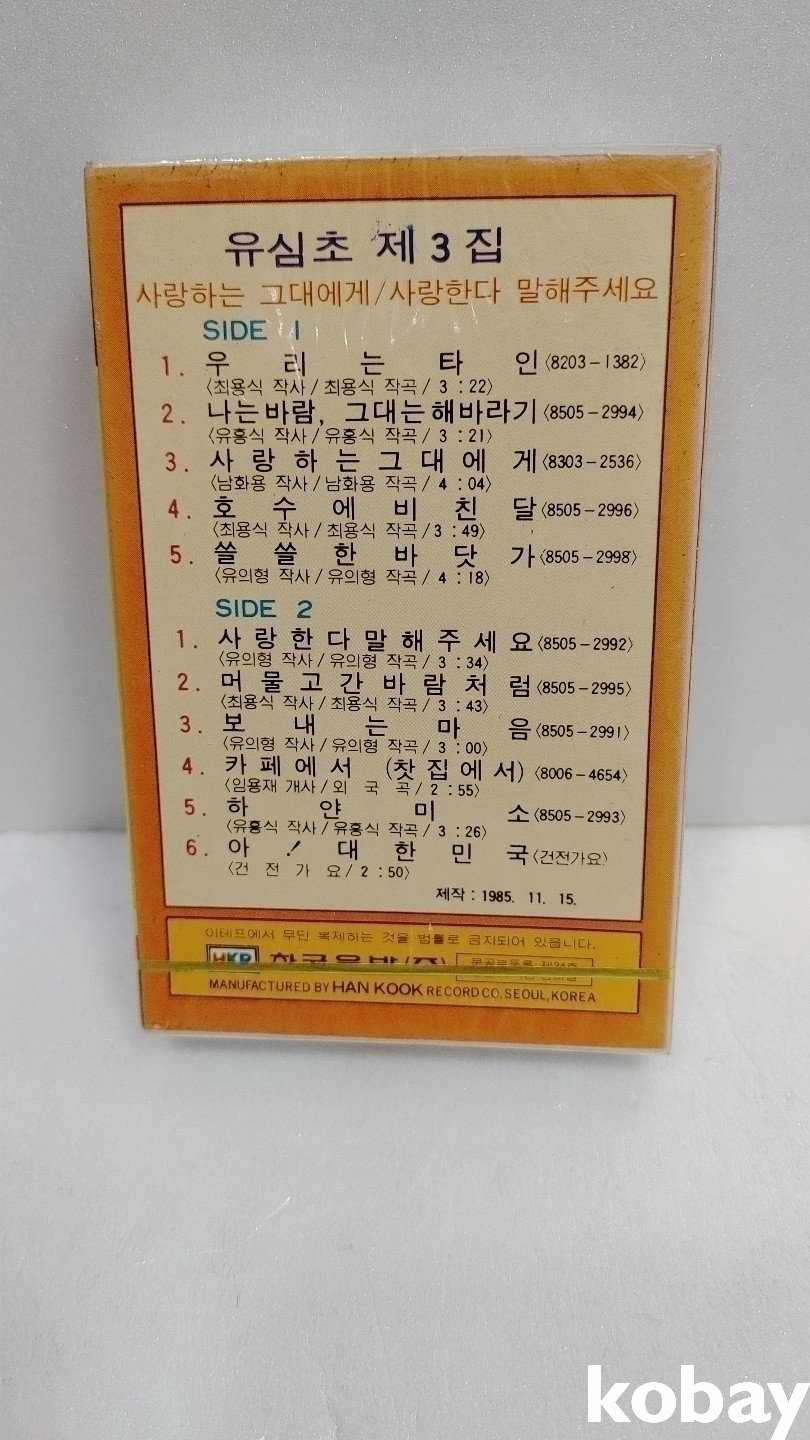 유심초 제 3 집
사랑하는 그대에게/사랑한다 말해주세요
SIDE 1
1. 우리는타인〈8203-1382〉
〈최용식 작사/최용식 작곡/3:22〉
2. 나는바람, 그대는해바라기〈8505-2994〉
〈유흥식 작사/유흥식 작곡/3:21〉
3. 사랑하는그대에게〈8303-2536〉
〈남화용 작사/남화용 작곡/4:04〉
4. 호수에비친달〈8505-2996〉
〈최용식 작사/최용식 작곡/3:49〉
5. 쓸쓸한바닷가〈8505-2998〉
〈유의형 작사/유의형 작곡/4:18〉
SIDE 2
1. 사랑한다말해주세요〈8505-2992〉
〈유의형 작사/유의형 작곡/3:34〉
2. 머물고간바람처럼〈8505-2995〉
〈최용식 작사/최용식 작곡/3:43〉
3. 보내는마음〈8505-2991〉
〈유의형 작사/유의형 작곡/3:00〉
4. 카페에서 (찻집에서)〈8006-4654〉
〈임용재 개사/외국곡/2:55〉
5. 하얀미소〈8505-2993〉
〈유흥식 작사/유흥식 작곡/3:26〉
6. 아!대한민국〈건전가요〉
〈건전가요/2:50〉
제작:1985. 11. 15.
이테프에서 무단 복제하는 것을 법률로 금지되어 있읍니다.
HKR 한국음반(주)
MANUFACTURED BY HAN KOOK RECORD CO. SEOUL, KOREA
kobay